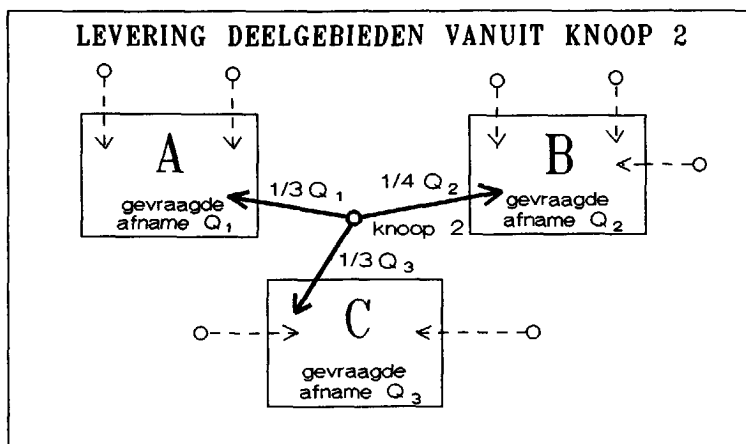 LEVERING DEELGEBIEDEN VANUIT KNOOP 2
A
B
1/3 Q₁
1/4 Q₂
gevraagde
afname Q₁
gevraagde
afname Q₂
knoop 2
1/3 Q₃
C
gevraagde
afname Q₃